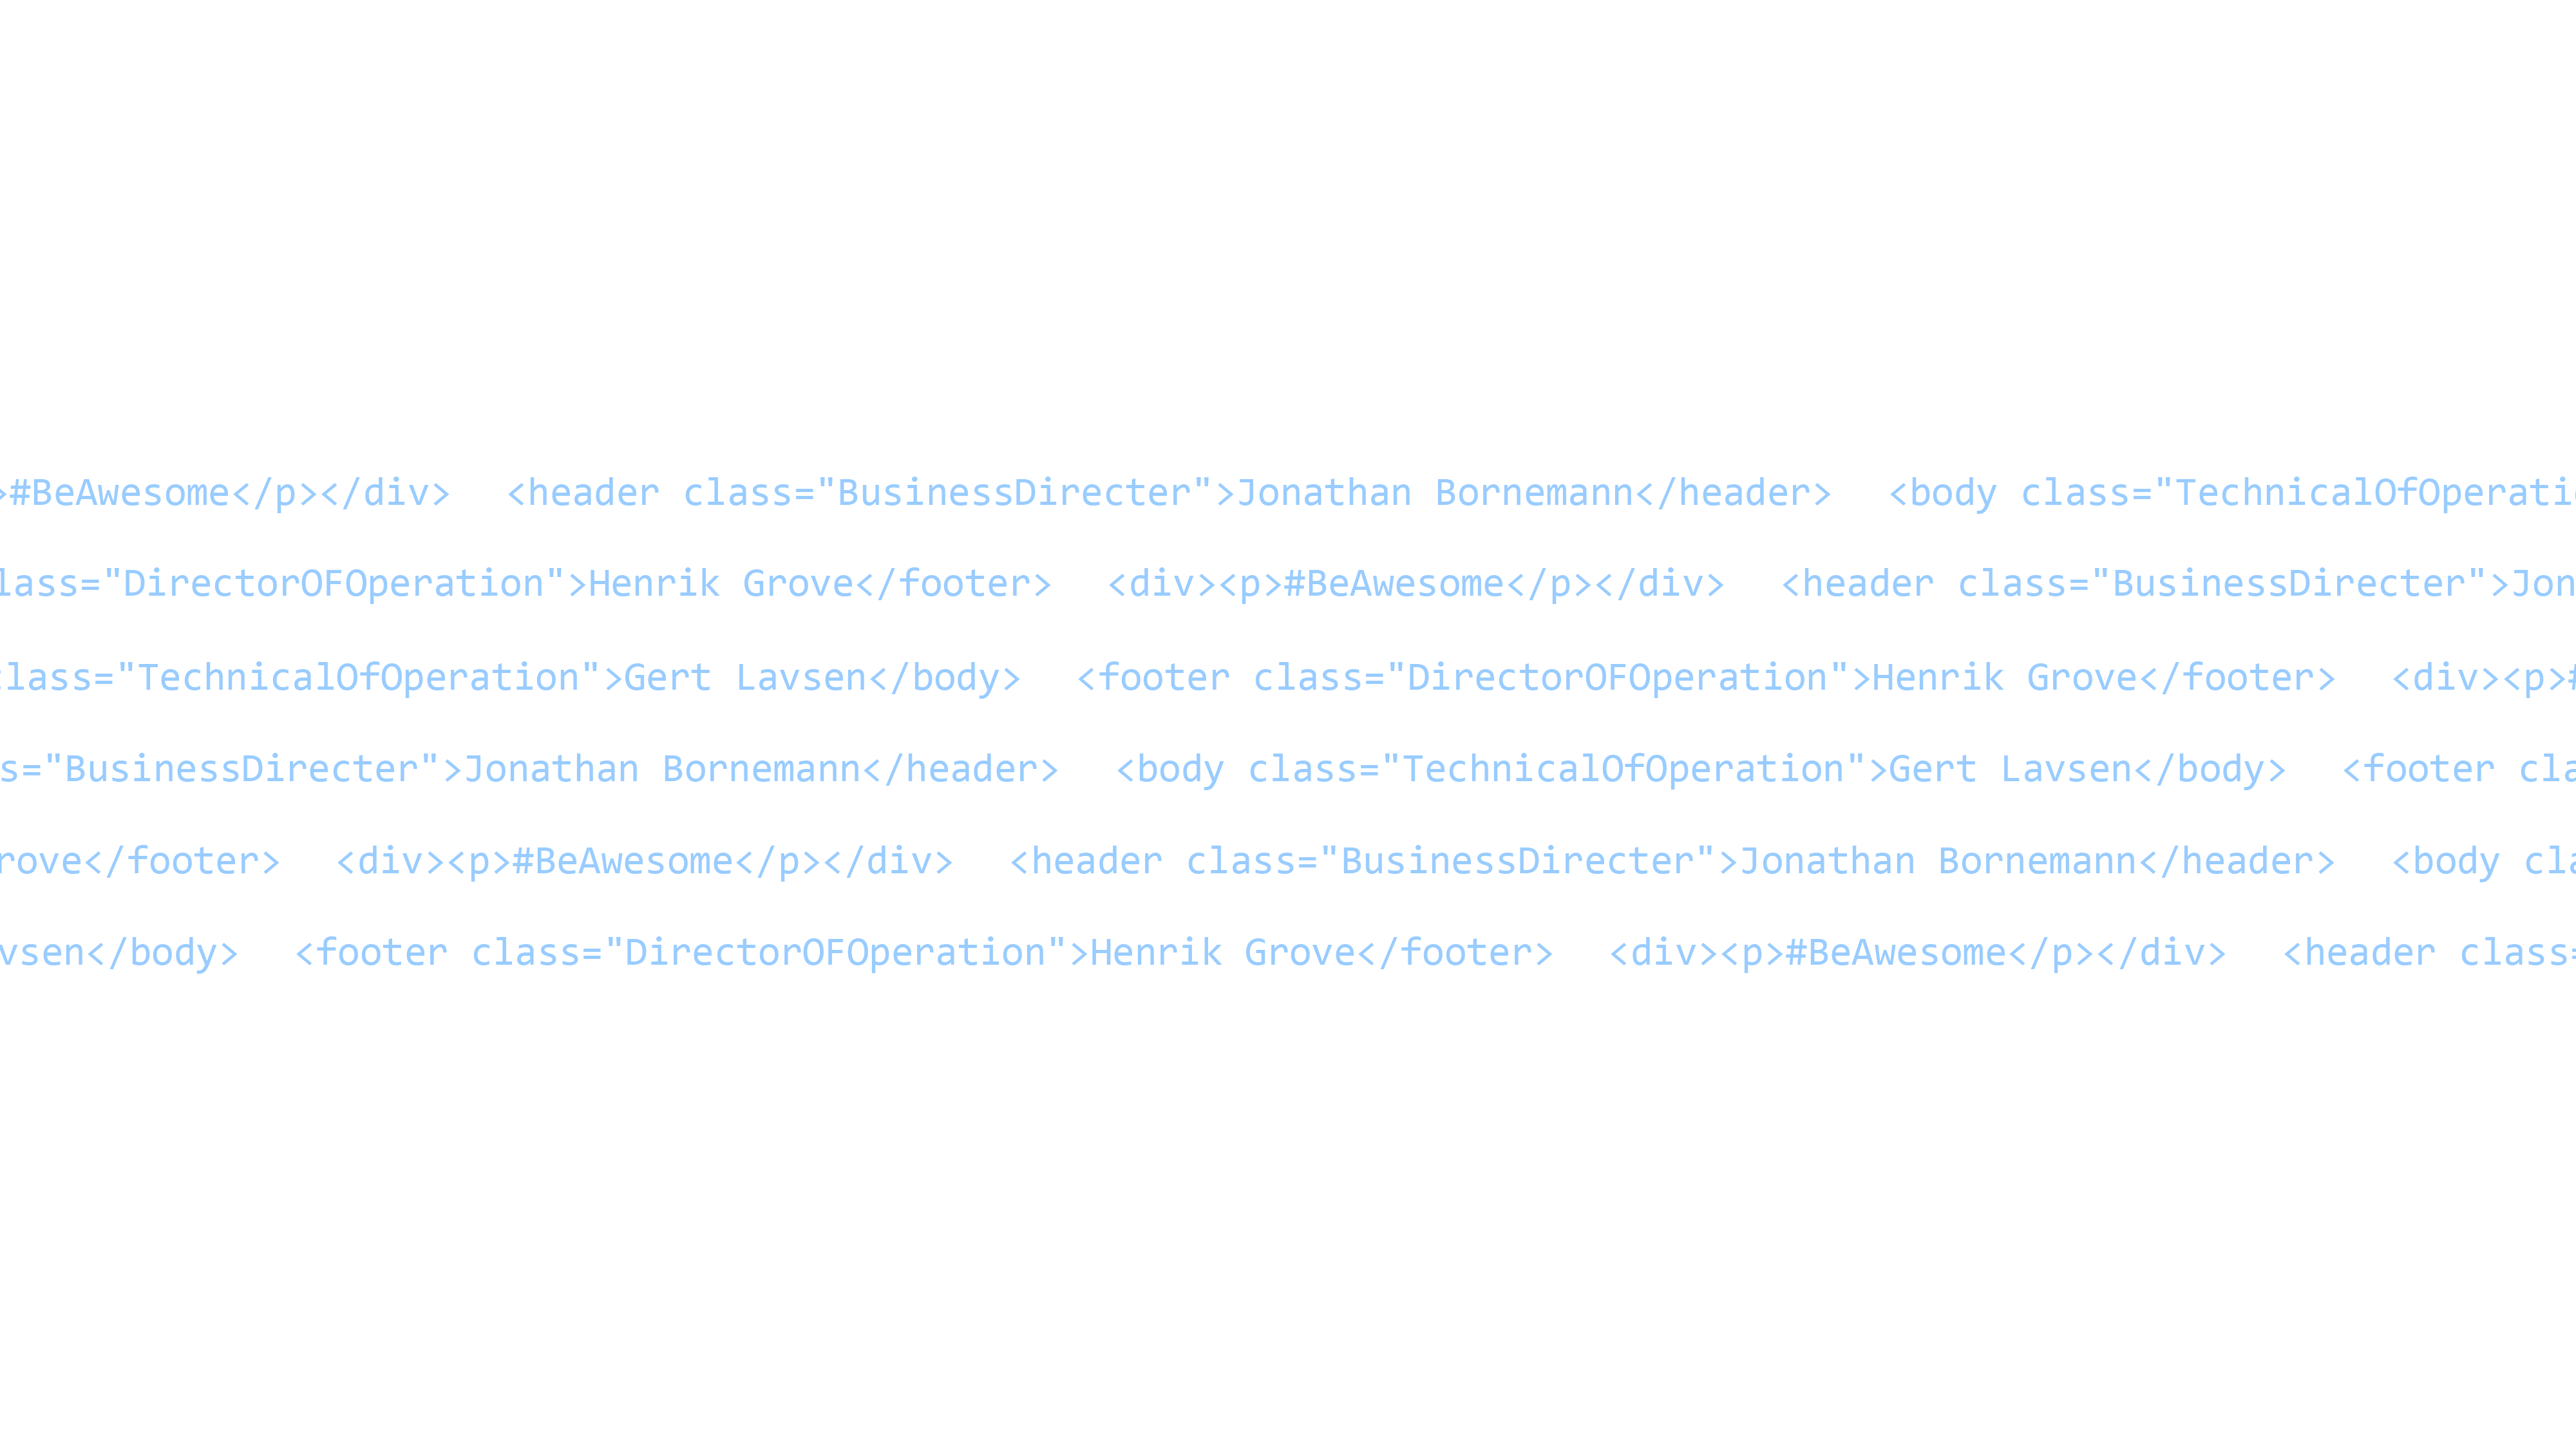 >#BeAwesome</p></div> <header class="BusinessDirecter">Jonathan Bornemann</header> <body class="TechnicalOfOperati
lass="DirectorOFOperation">Henrik Grove</footer> <div><p>#BeAwesome</p></div> <header class="BusinessDirecter">Jon
class="TechnicalOfOperation">Gert Lavsen</body> <footer class="DirectorOFOperation">Henrik Grove</footer> <div><p>#
s="BusinessDirecter">Jonathan Bornemann</header> <body class="TechnicalOfOperation">Gert Lavsen</body> <footer cla
rove</footer> <div><p>#BeAwesome</p></div> <header class="BusinessDirecter">Jonathan Bornemann</header> <body cla
vsen</body> <footer class="DirectorOFOperation">Henrik Grove</footer> <div><p>#BeAwesome</p></div> <header class=